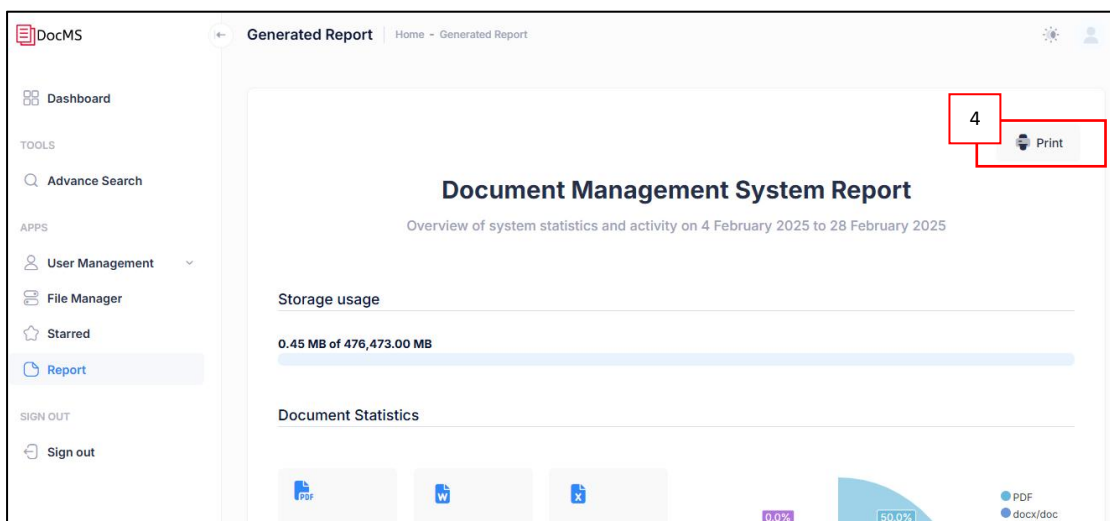 DocMS
Generated Report
Home - Generated Report
Dashboard
TOOLS
Advance Search
APPS
User Management
File Manager
Starred
Report
SIGN OUT
Sign out
4
Print
Document Management System Report
Overview of system statistics and activity on 4 February 2025 to 28 February 2025
Storage usage
0.45 MB of 476,473.00 MB
Document Statistics
PDF
W
X
0.0%
50.0%
PDF
docx/doc